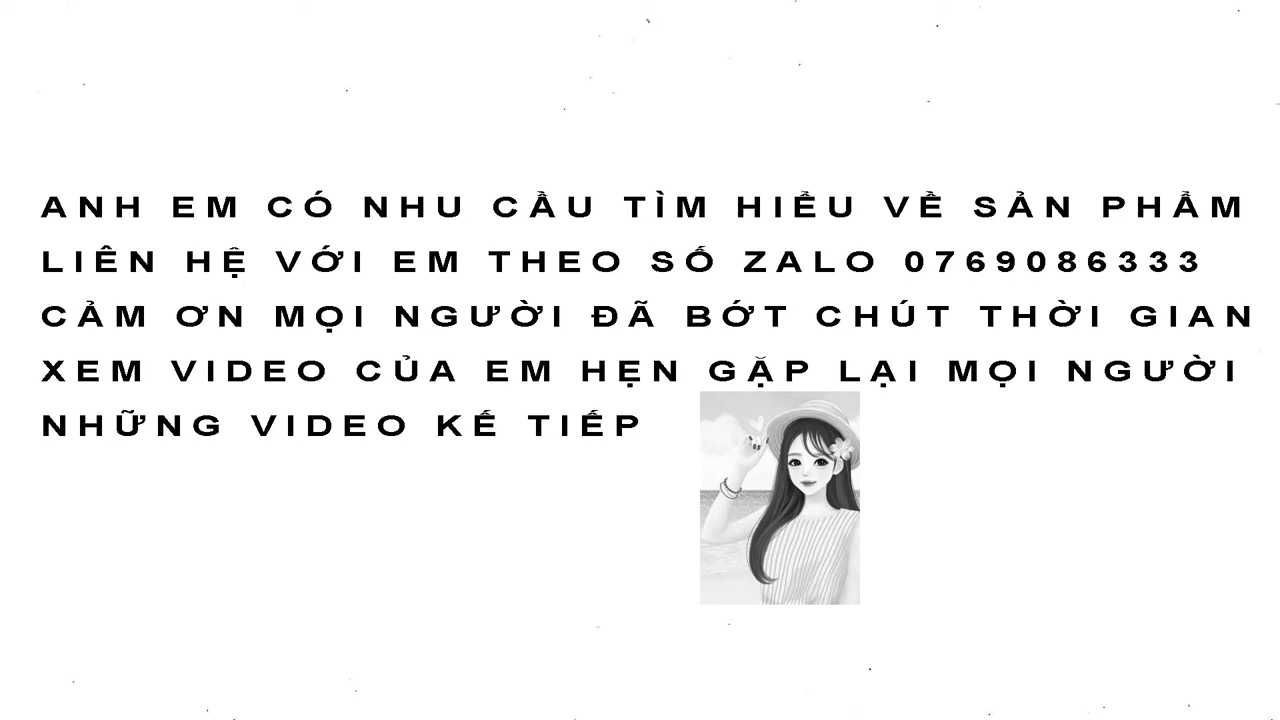 ANH EM CÓ NHU CẦU TÌM HIỂU VỀ SẢN PHẨM
LIÊN HỆ VỚI EM THEO SỐ ZALO 0769086333
CẢM ƠN MỌI NGƯỜI ĐÃ BỚT CHÚT THỜI GIAN
XEM VIDEO CỦA EM HẸN GẶP LẠI MỌI NGƯỜI
NHỮNG VIDEO KẾ TIẾP